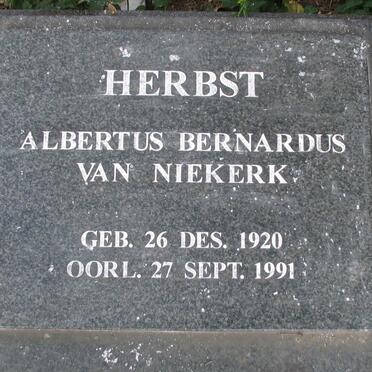 HERBST
ALBERTUS BERNARDUS
VAN NIEKERK
GEB. 26 DES. 1920
OORL. 27 SEPT. 1991